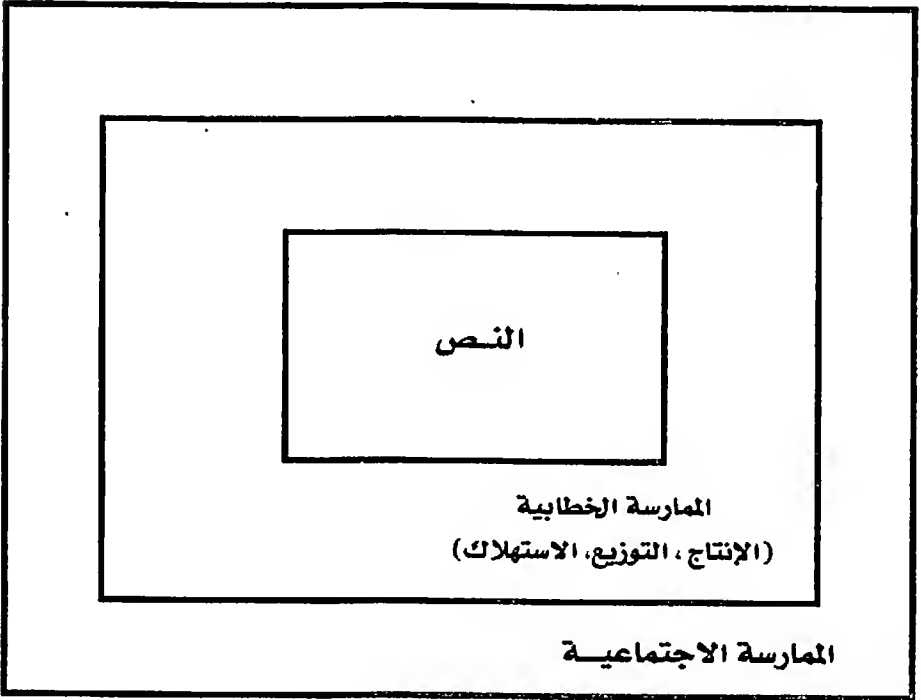 النص
الممارسة الخطابية
(الإنتاج، التوزيع، الاستهلاك)
الممارسة الاجتماعية